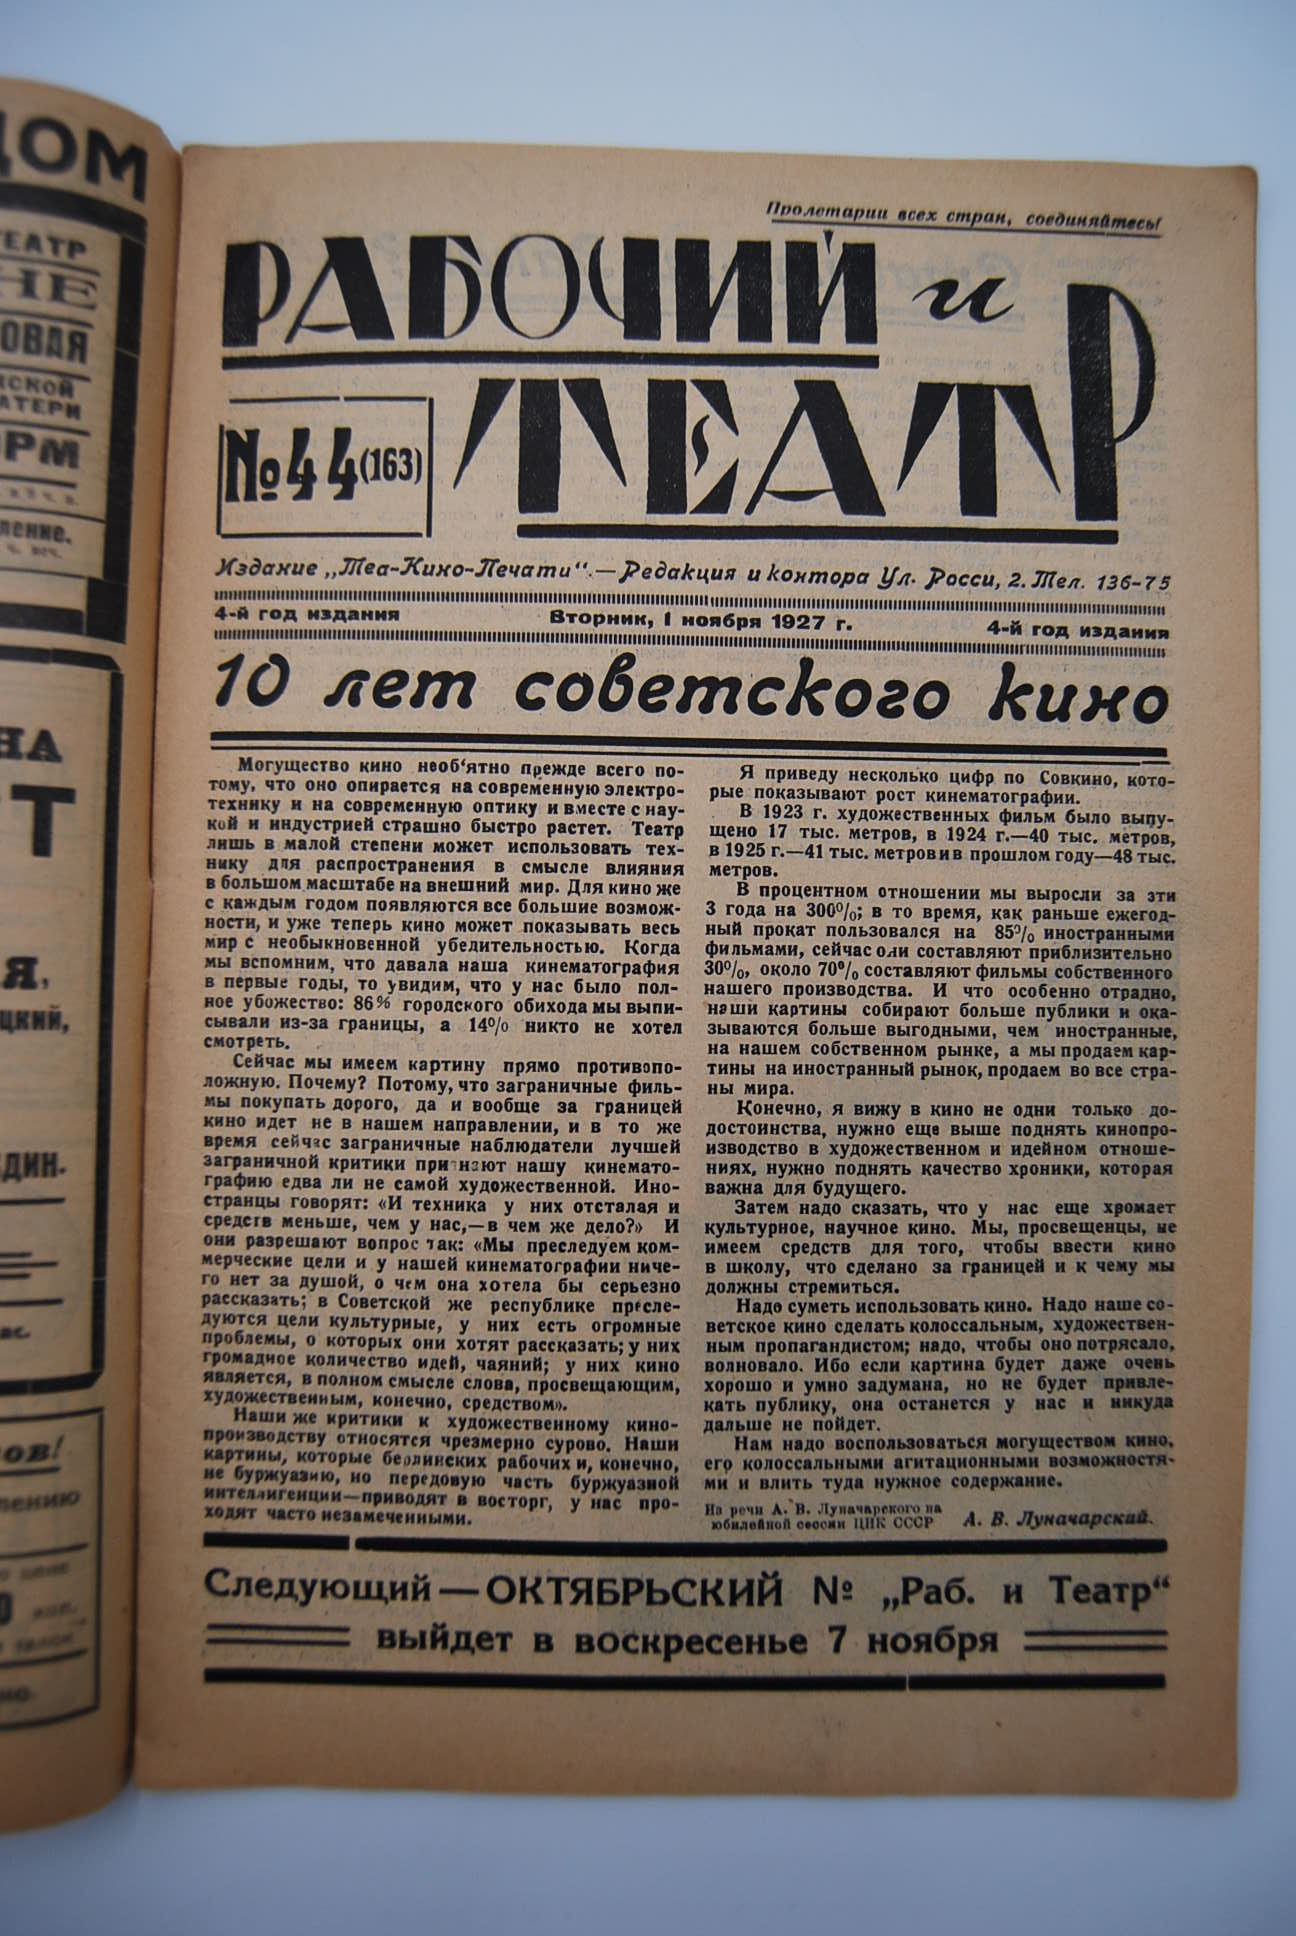 ДОМ
ТЕАТР
НЕ
ОВАЯ
СКОЙ
АТЕРИ
ОРМ
ление.
НА
Т
Я,
ЦКИЙ,
ДИН.
ов!
лению
Пролетарии всех стран, соединяйтесь!
РАБОЧИЙ и
ТЕАТР
№ 44 (163)
Издание „Теа-Кино-Печати“.—Редакция и контора Ул. Росси, 2. Тел. 136-75
4-й год издания Вторник, 1 ноября 1927 г. 4-й год издания
10 лет советского кино
Могущество кино необ‘ятно прежде всего по-
тому, что оно опирается на современную электро-
технику и на современную оптику и вместе с нау-
кой и индустрией страшно быстро растет. Театр
лишь в малой степени может использовать тех-
нику для распространения в смысле влияния
в большом масштабе на внешний мир. Для кино же
с каждым годом появляются все большие возмож-
ности, и уже теперь кино может показывать весь
мир с необыкновенной убедительностью. Когда
мы вспомним, что давала наша кинематография
в первые годы, то увидим, что у нас было пол-
ное убожество: 86% городского обихода мы выпи-
сывали из-за границы, а 14% никто не хотел
смотреть.
Сейчас мы имеем картину прямо противопо-
ложную. Почему? Потому, что заграничные филь-
мы покупать дорого, да и вообще за границей
кино идет не в нашем направлении, и в то же
время сейчас заграничные наблюдатели лучшей
заграничной критики признают нашу кинемато-
графию едва ли не самой художественной. Ино-
странцы говорят: «И техника у них отсталая и
средств меньше, чем у нас,—в чем же дело?» И
они разрешают вопрос так: «Мы преследуем ком-
мерческие цели и у нашей кинематографии ниче-
го нет за душой, о чем она хотела бы серьезно
рассказать; в Советской же республике пресле-
дуются цели культурные, у них есть огромные
проблемы, о которых они хотят рассказать; у них
громадное количество идей, чаяний; у них кино
является, в полном смысле слова, просвещающим,
художественным, конечно, средством».
Наши же критики к художественному кино-
производству относятся чрезмерно сурово. Наши
картины, которые берлинских рабочих и, конечно,
не буржуазию, но передовую часть буржуазной
интеллигенции—приводят в восторг, у нас про-
ходят часто незамеченными.
Я приведу несколько цифр по Совкино, кото-
рые показывают рост кинематографии.
В 1923 г. художественных фильм было выпу-
щено 17 тыс. метров, в 1924 г.—40 тыс. метров,
в 1925 г.—41 тыс. метров и в прошлом году—48 тыс.
метров.
В процентном отношении мы выросли за эти
3 года на 300%; в то время, как раньше ежегод-
ный прокат пользовался на 85% иностранными
фильмами, сейчас они составляют приблизительно
30%, около 70% составляют фильмы собственного
нашего производства. И что особенно отрадно,
наши картины собирают больше публики и ока-
зываются больше выгодными, чем иностранные,
на нашем собственном рынке, а мы продаем кар-
тины на иностранный рынок, продаем во все стра-
ны мира.
Конечно, я вижу в кино не одни только до-
достоинства, нужно еще выше поднять кинопро-
изводство в художественном и идейном отноше-
ниях, нужно поднять качество хроники, которая
важна для будущего.
Затем надо сказать, что у нас еще хромает
культурное, научное кино. Мы, просвещенцы, не
имеем средств для того, чтобы ввести кино
в школу, что сделано за границей и к чему мы
должны стремиться.
Надо суметь использовать кино. Надо наше со-
ветское кино сделать колоссальным, художествен-
ным пропагандистом; надо, чтобы оно потрясало,
волновало. Ибо если картина будет даже очень
хорошо и умно задумана, но не будет привле-
кать публику, она останется у нас и никуда
дальше не пойдет.
Нам надо воспользоваться могуществом кино,
его колоссальными агитационными возможностя-
ми и влить туда нужное содержание.
Из речи А. В. Луначарского на
юбилейной сессии ЦИК СССР
А. В. Луначарский.
Следующий—ОКТЯБРЬСКИЙ № „Раб. и Театр“
выйдет в воскресенье 7 ноября